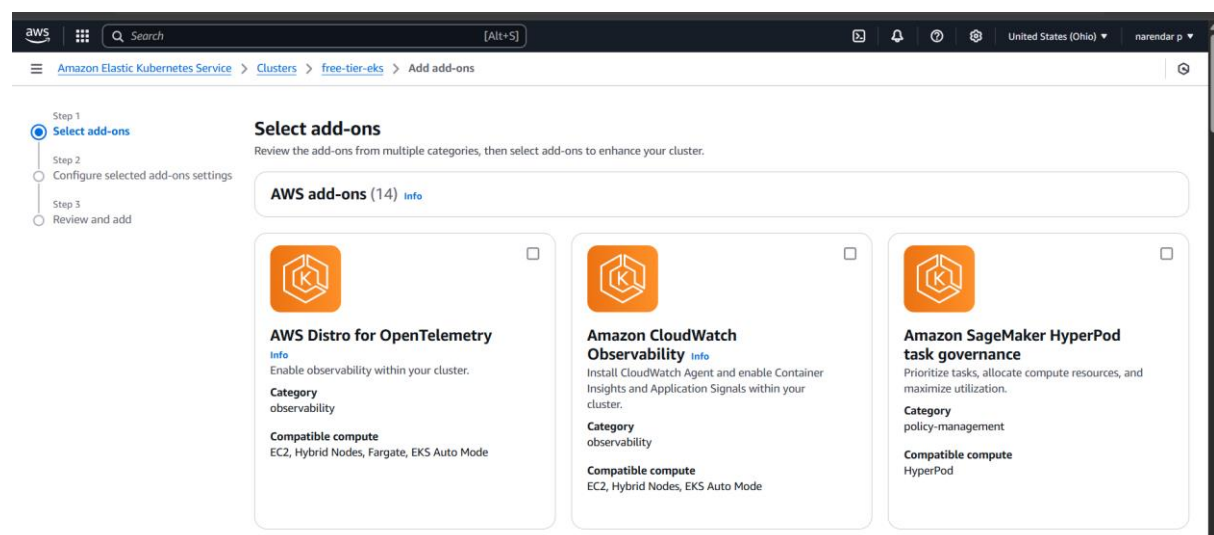 aws
Search [Alt+S]
United States (Ohio) ▼ narendar p ▼
Amazon Elastic Kubernetes Service > Clusters > free-tier-eks > Add add-ons
Step 1
Select add-ons
Step 2
Configure selected add-ons settings
Step 3
Review and add
Select add-ons
Review the add-ons from multiple categories, then select add-ons to enhance your cluster.
AWS add-ons (14) Info
K
AWS Distro for OpenTelemetry
Info
Enable observability within your cluster.
Category
observability
Compatible compute
EC2, Hybrid Nodes, Fargate, EKS Auto Mode
K
Amazon CloudWatch
Observability Info
Install CloudWatch Agent and enable Container
Insights and Application Signals within your
cluster.
Category
observability
Compatible compute
EC2, Hybrid Nodes, EKS Auto Mode
K
Amazon SageMaker HyperPod
task governance
Prioritize tasks, allocate compute resources, and
maximize utilization.
Category
policy-management
Compatible compute
HyperPod